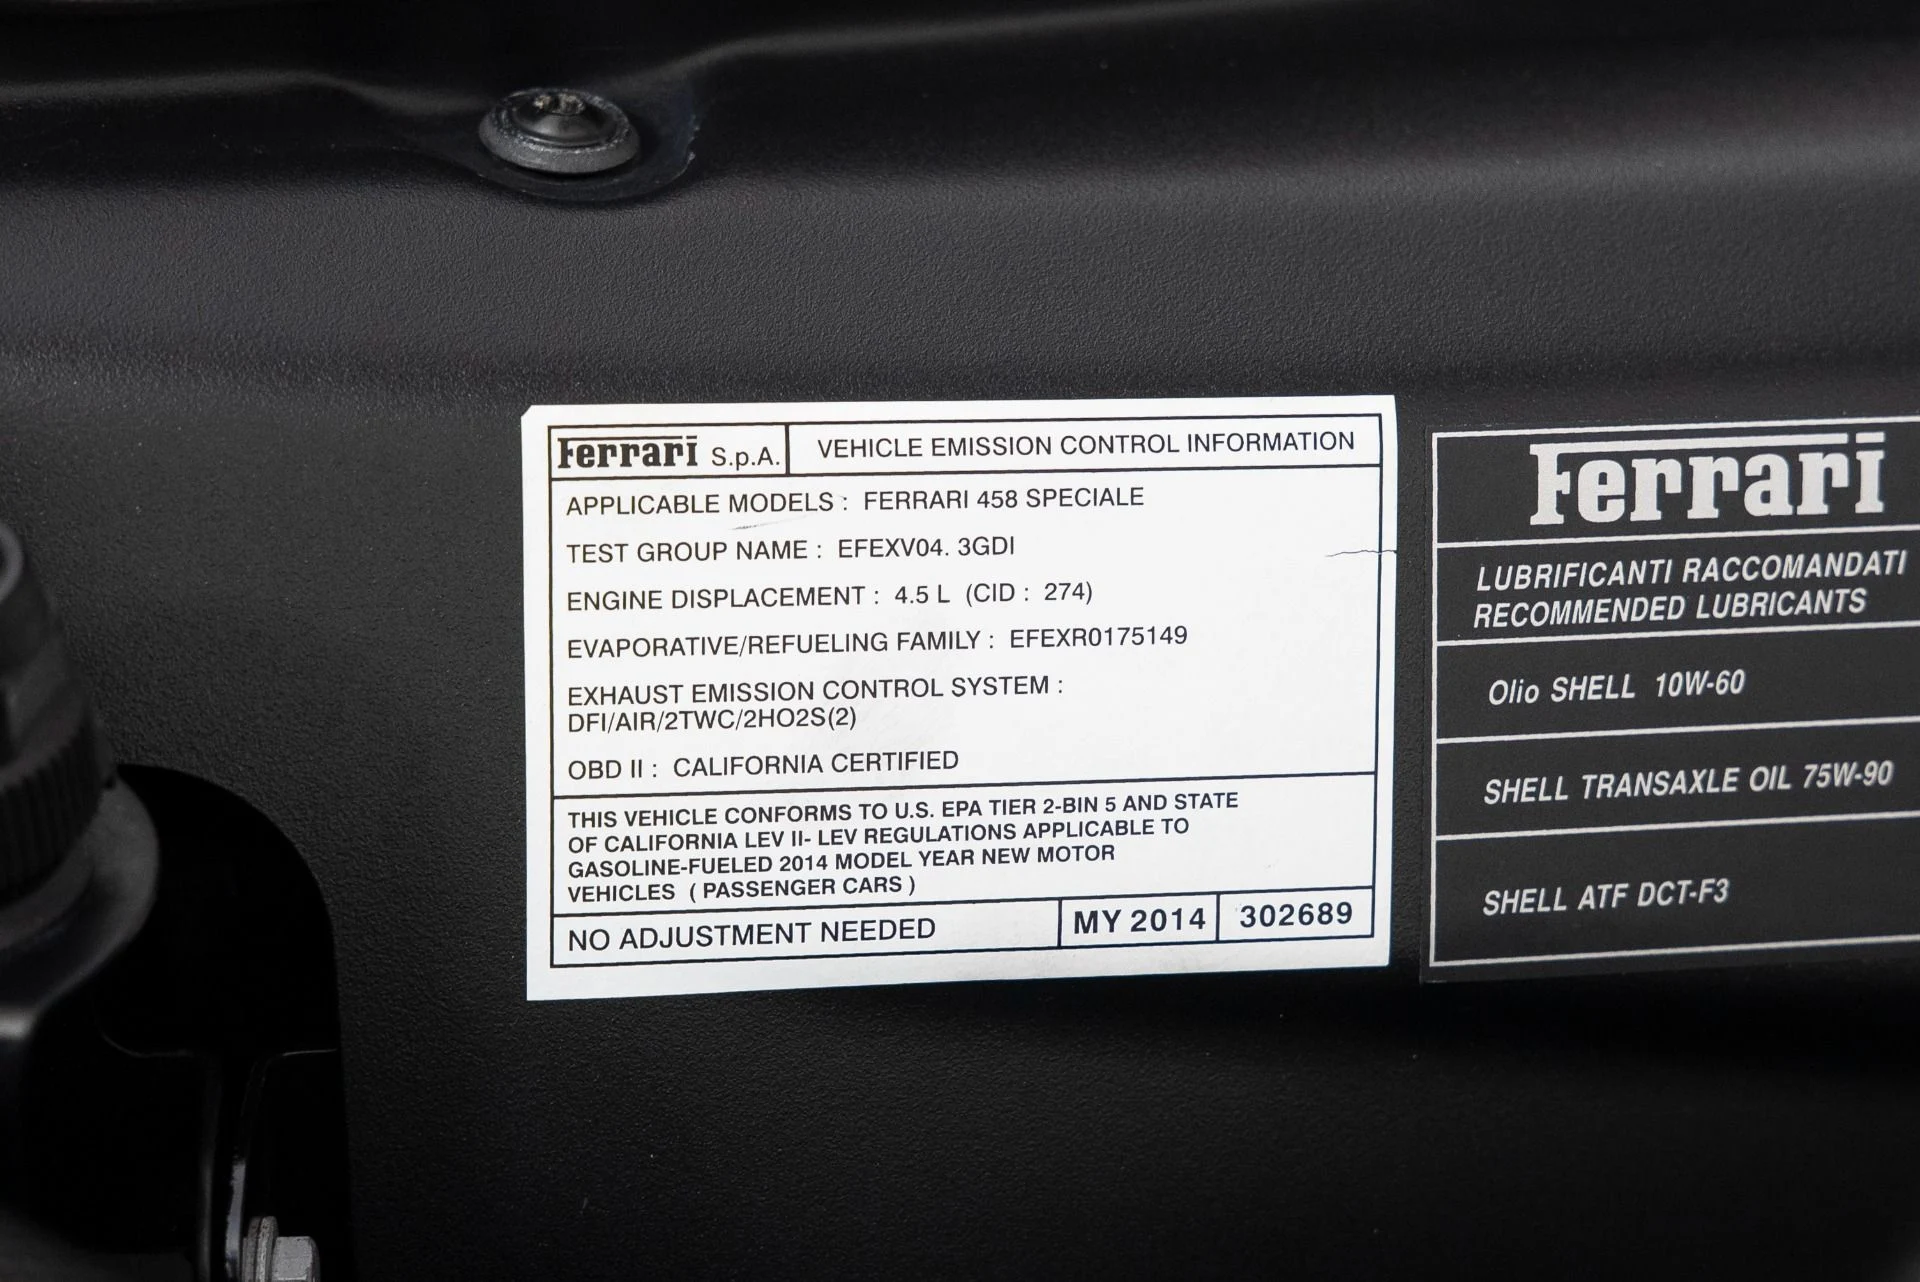 Ferrari S.p.A. VEHICLE EMISSION CONTROL INFORMATION
APPLICABLE MODELS : FERRARI 458 SPECIALE
TEST GROUP NAME : EFEXV04. 3GDI
ENGINE DISPLACEMENT : 4.5 L (CID : 274)
EVAPORATIVE/REFUELING FAMILY : EFEXR0175149
EXHAUST EMISSION CONTROL SYSTEM :
DFI/AIR/2TWC/2HO2S(2)
OBD II : CALIFORNIA CERTIFIED
THIS VEHICLE CONFORMS TO U.S. EPA TIER 2-BIN 5 AND STATE
OF CALIFORNIA LEV II- LEV REGULATIONS APPLICABLE TO
GASOLINE-FUELED 2014 MODEL YEAR NEW MOTOR
VEHICLES ( PASSENGER CARS )
NO ADJUSTMENT NEEDED MY 2014 302689
Ferrari
LUBRIFICANTI RACCOMANDATI
RECOMMENDED LUBRICANTS
Olio SHELL 10W-60
SHELL TRANSAXLE OIL 75W-90
SHELL ATF DCT-F3